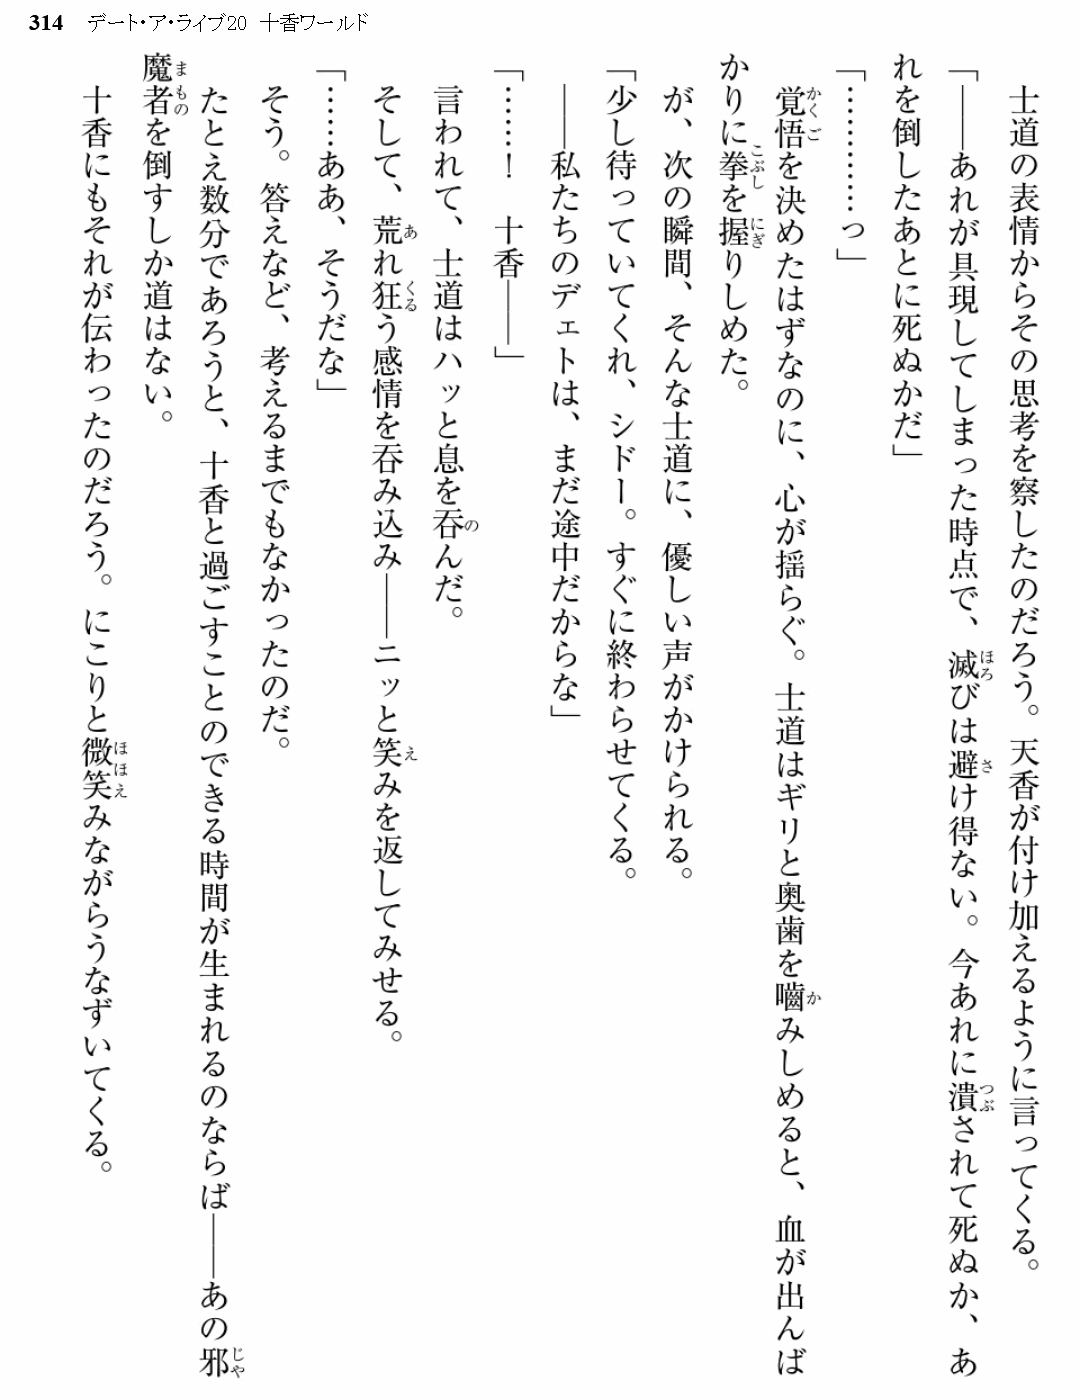 314 デート・ア・ライブ20 十香ワールド
　士道の表情からその思考を察したのだろう。天香が付け加えるように言ってくる。
「――あれが具現してしまった時点で、滅びは避け得ない。今あれに潰されて死ぬか、あ
れを倒したあとに死ぬかだ」
「…………っ」
　覚悟を決めたはずなのに、心が揺らぐ。士道はギリと奥歯を嚙みしめると、血が出んば
かりに拳を握りしめた。
　が、次の瞬間、そんな士道に、優しい声がかけられる。
「少し待っていてくれ、シドー。すぐに終わらせてくる。
　――私たちのデェトは、まだ途中だからな」
「……！　十香――」
　言われて、士道はハッと息を呑んだ。
　そして、荒れ狂う感情を呑み込み――ニッと笑みを返してみせる。
「……ああ、そうだな」
　そう。答えなど、考えるまでもなかったのだ。
　たとえ数分であろうと、十香と過ごすことのできる時間が生まれるのならば――あの邪
魔者を倒すしか道はない。
　十香にもそれが伝わったのだろう。にこりと微笑みながらうなずいてくる。